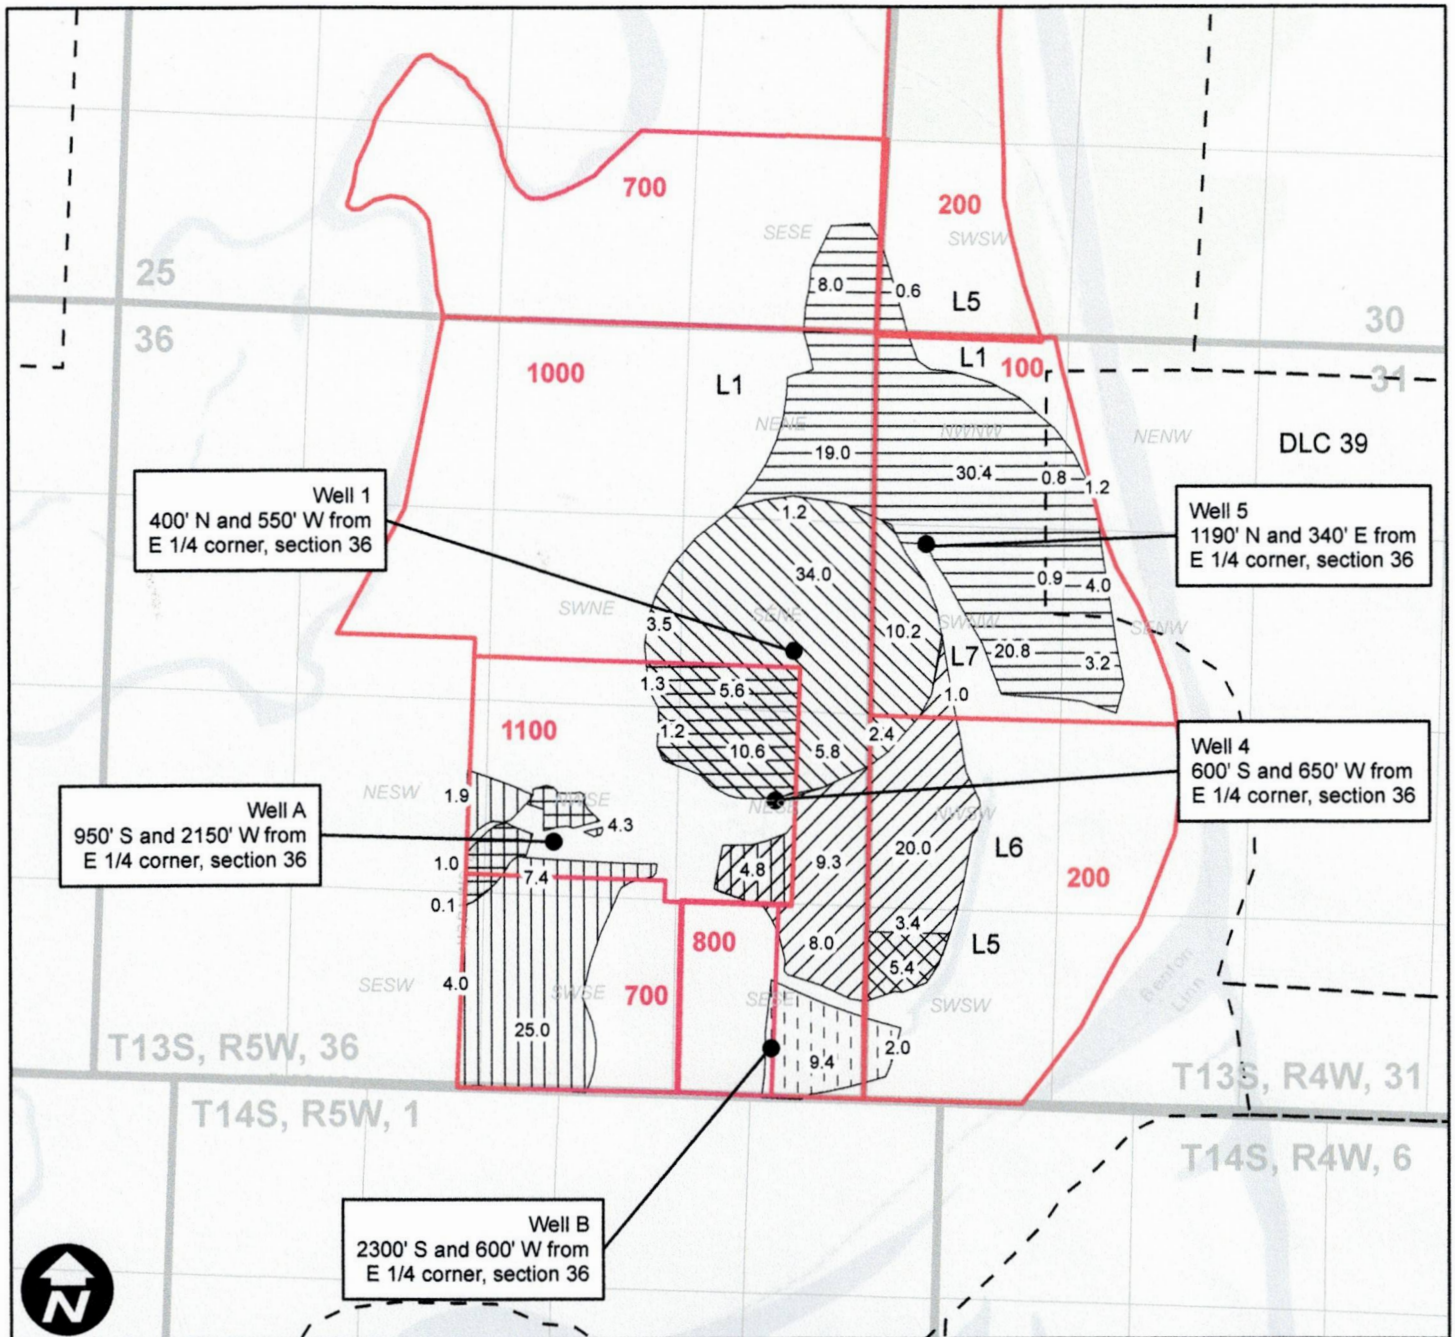 700
200
SESE
SWSW
25
8.0
0.6
L5
30
36
L1
100
31
1000
L1
NENE
NWNW
NENW
DLC 39
19.0
30.4
0.8
1.2
Well 1
400' N and 550' W from
E 1/4 corner, section 36
1.2
Well 5
1190' N and 340' E from
E 1/4 corner, section 36
34.0
0.9
4.0
SWNE
SENE
3.5
10.2
SWNW
SENW
20.8
L7
3.2
1.3
5.6
1.0
1100
1.2
10.6
5.8
2.4
Well 4
600' S and 650' W from
E 1/4 corner, section 36
NESW
1.9
NWSE
NESE
NWSW
4.3
Well A
950' S and 2150' W from
E 1/4 corner, section 36
1.0
7.4
4.8
9.3
20.0
L6
200
0.1
3.4
800
8.0
L5
5.4
4.0
SESW
SWSE
700
SESE
SWSW
Benton
Linn
25.0
9.4
2.0
T13S, R5W, 36
T13S, R4W, 31
T14S, R5W, 1
T14S, R4W, 6
Well B
2300' S and 600' W from
E 1/4 corner, section 36
N